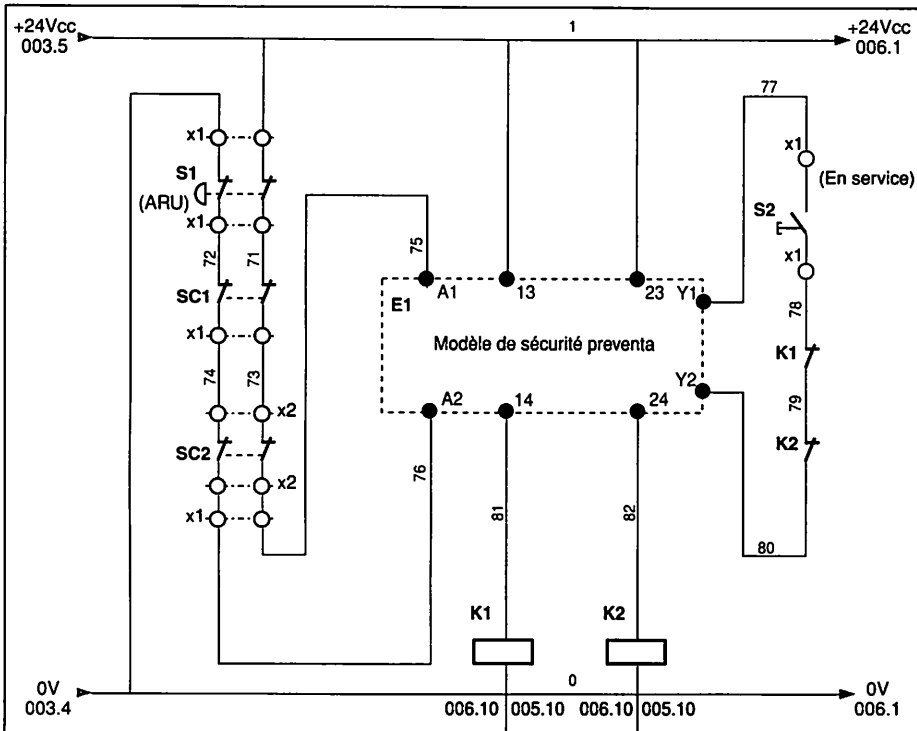 +24Vcc
003.5
1
+24Vcc
006.1
77
x1
x1
S1
(ARU)
(En service)
S2
x1
x1
72
71
75
A1
13
23
Y1
E1
78
SC1
Modèle de sécurité preventa
x1
K1
74
73
Y2
79
A2
14
24
x2
SC2
K2
76
x2
x1
81
82
80
K1
K2
0V
003.4
0
0V
006.1
006.10
005.10
006.10
005.10